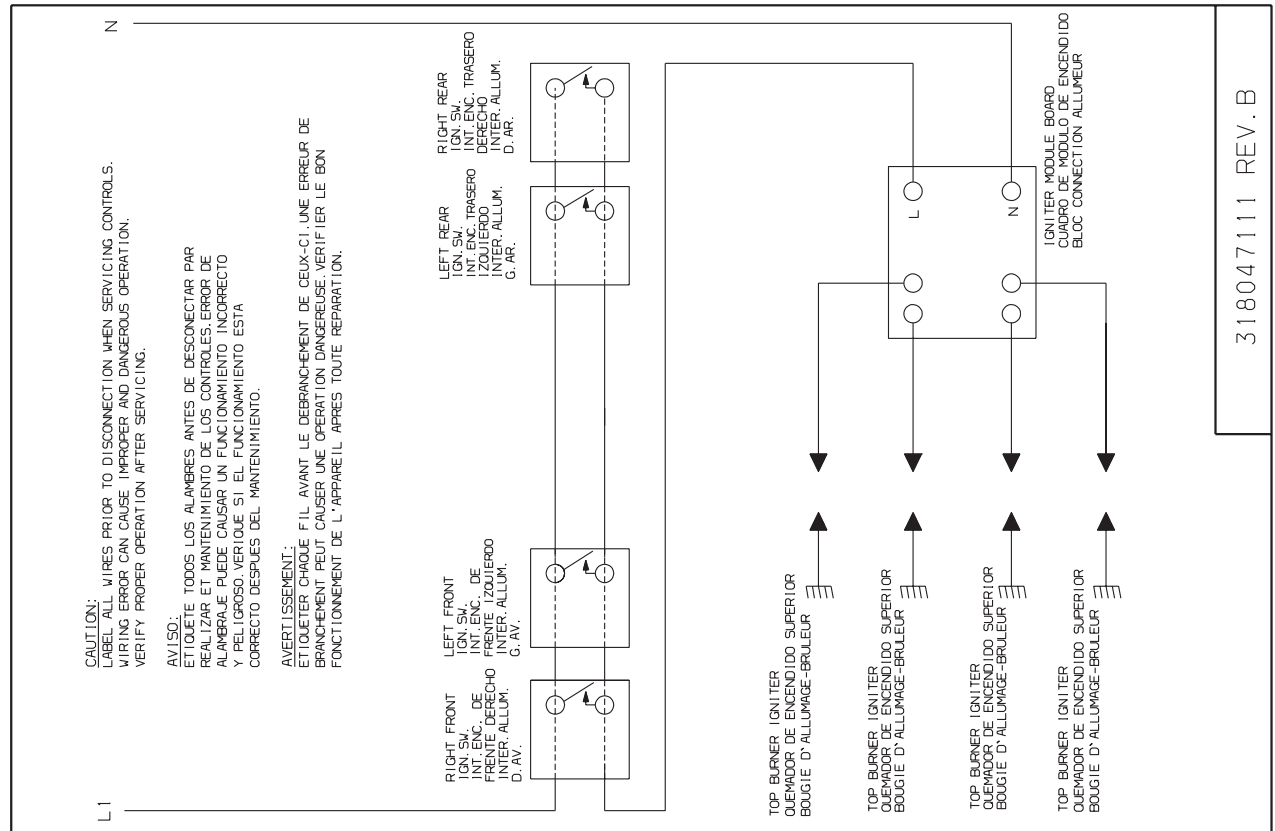 L1
N
CAUTION:
LABEL ALL WIRES PRIOR TO DISCONNECTION WHEN SERVICING CONTROLS.
WIRING ERROR CAN CAUSE IMPROPER AND DANGEROUS OPERATION.
VERIFY PROPER OPERATION AFTER SERVICING.
AVISO:
ETIQUETE TODOS LOS ALAMBRES ANTES DE DESCONECTAR PAR
REALIZAR ET MANTENIMIENTO DE LOS CONTROLES. ERROR DE
ALAMBRAJE PUEDE CAUSAR UN FUNCIONAMIENTO INCORRECTO
Y PELIGROSO. VERIQUE SI EL FUNCIONAMIENTO ESTA
CORRECTO DESPUES DEL MANTENIMIENTO.
AVERTISSEMENT:
ETIQUETER CHAQUE FIL AVANT LE DEBRANCHEMENT DE CEUX-CI. UNE ERREUR DE
BRANCHEMENT PEUT CAUSER UNE OPERATION DANGEREUSE. VERIFIER LE BON
FONCTIONNEMENT DE L'APPAREIL APRES TOUTE REPARATION.
RIGHT FRONT
IGN. SW.
INT. ENC. DE
FRENTE DERECHO
INTER. ALLUM.
D. AV.
LEFT FRONT
IGN. SW.
INT. ENC. DE
FRENTE IZQUIERDO
INTER. ALLUM.
G. AV.
LEFT REAR
IGN. SW.
INT. ENC. TRASERO
IZQUIERDO
INTER. ALLUM.
G. AR.
RIGHT REAR
IGN. SW.
INT. ENC. TRASERO
DERECHO
INTER. ALLUM.
D. AR.
TOP BURNER IGNITER
QUEMADOR DE ENCENDIDO SUPERIOR
BOUGIE D'ALLUMAGE-BRULEUR
TOP BURNER IGNITER
QUEMADOR DE ENCENDIDO SUPERIOR
BOUGIE D'ALLUMAGE-BRULEUR
TOP BURNER IGNITER
QUEMADOR DE ENCENDIDO SUPERIOR
BOUGIE D'ALLUMAGE-BRULEUR
TOP BURNER IGNITER
QUEMADOR DE ENCENDIDO SUPERIOR
BOUGIE D'ALLUMAGE-BRULEUR
L
N
IGNITER MODULE BOARD
CUADRO DE MODULO DE ENCENDIDO
BLOC CONNECTION ALLUMEUR
318047111 REV.B